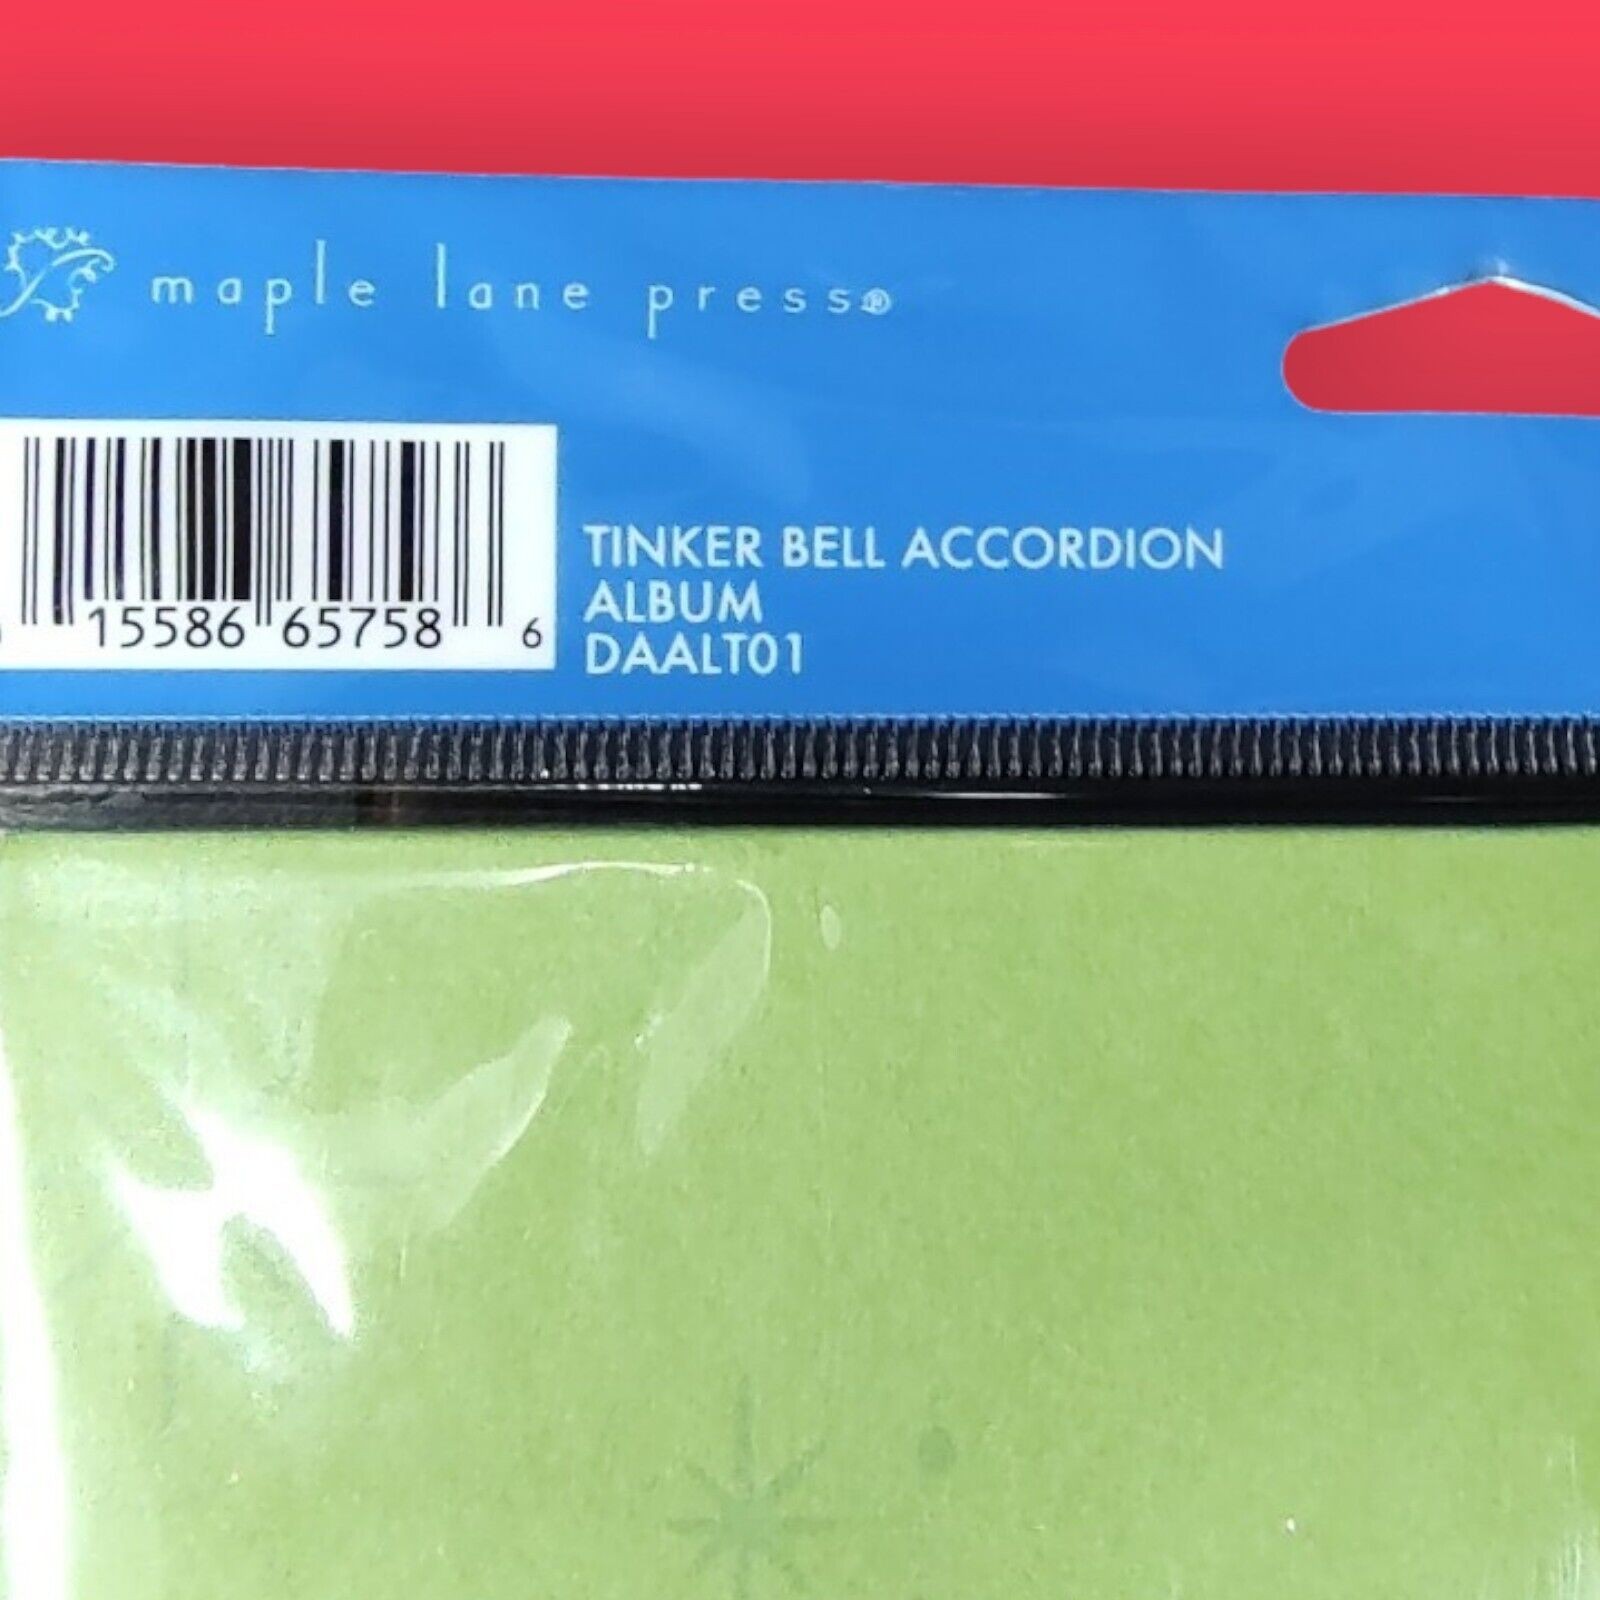 maple lane press®
15586 65758 6
TINKER BELL ACCORDION
ALBUM
DAALT01